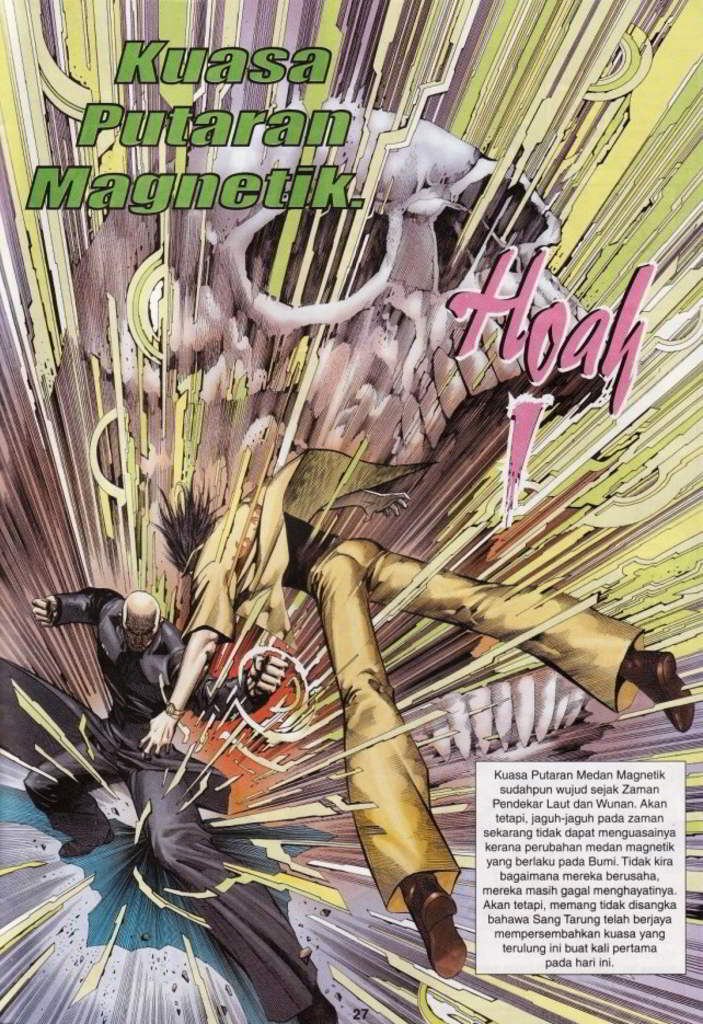 Kuasa
Putaran
Magnetik.
Hoah
!
Kuasa Putaran Medan Magnetik
sudahpun wujud sejak Zaman
Pendekar Laut dan Wunan. Akan
tetapi, jaguh-jaguh pada zaman
sekarang tidak dapat menguasainya
kerana perubahan medan magnetik
yang berlaku pada Bumi. Tidak kira
bagaimana mereka berusaha,
mereka masih gagal menghayatinya.
Akan tetapi, memang tidak disangka
bahawa Sang Tarung telah berjaya
mempersembahkan kuasa yang
terulung ini buat kali pertama
pada hari ini.
27